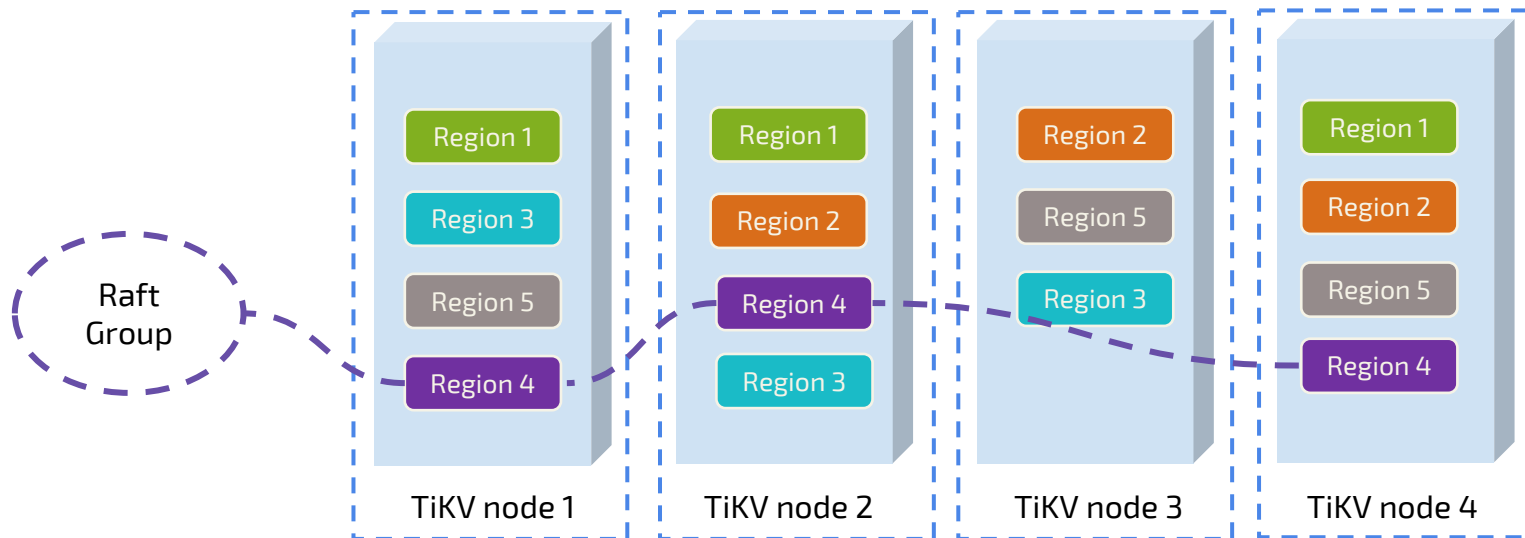 Raft
Group
Region 1
Region 3
Region 5
Region 4
TiKV node 1
Region 1
Region 2
Region 4
Region 3
TiKV node 2
Region 2
Region 5
Region 3
TiKV node 3
Region 1
Region 2
Region 5
Region 4
TiKV node 4